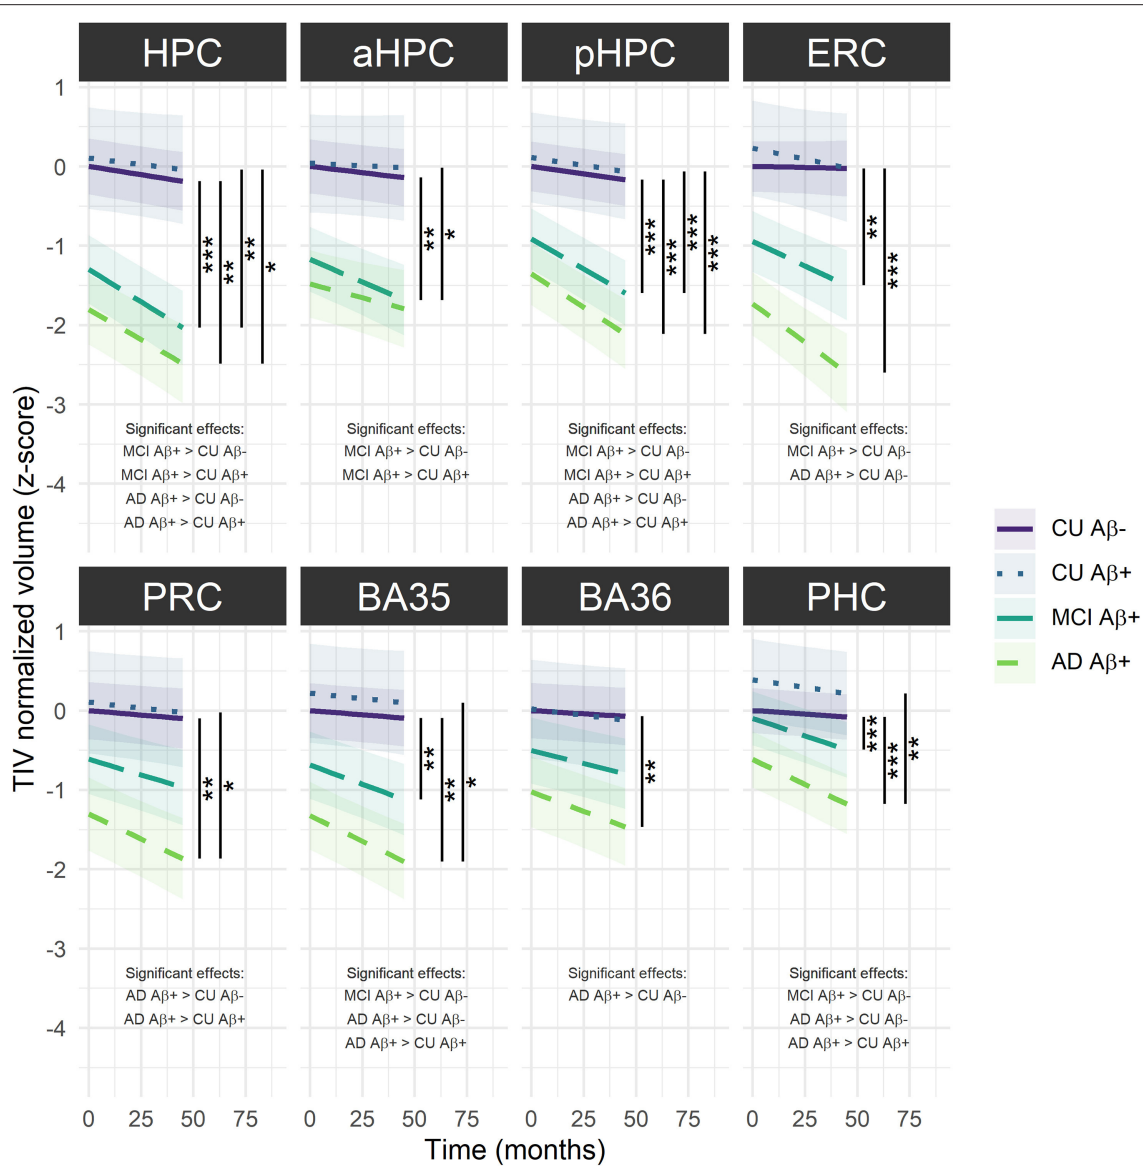 HPC aHPC pHPC ERC
1
0
-1
-2
-3
-4
*** ** ** *
** *
*** *** *** ***
** ***
0 25 50 75 0 25 50 75 0 25 50 75 0 25 50 75
Significant effects:
MCI Aβ+ > CU Aβ-
MCI Aβ+ > CU Aβ+
AD Aβ+ > CU Aβ-
AD Aβ+ > CU Aβ+
Significant effects:
MCI Aβ+ > CU Aβ-
MCI Aβ+ > CU Aβ+
Significant effects:
MCI Aβ+ > CU Aβ-
MCI Aβ+ > CU Aβ+
AD Aβ+ > CU Aβ-
AD Aβ+ > CU Aβ+
Significant effects:
MCI Aβ+ > CU Aβ-
AD Aβ+ > CU Aβ-
TIV normalized volume (z-score)
PRC BA35 BA36 PHC
1
0
-1
-2
-3
-4
** *
** ** *
**
*** *** **
Significant effects:
AD Aβ+ > CU Aβ-
AD Aβ+ > CU Aβ+
Significant effects:
MCI Aβ+ > CU Aβ-
AD Aβ+ > CU Aβ-
AD Aβ+ > CU Aβ+
Significant effects:
AD Aβ+ > CU Aβ-
Significant effects:
MCI Aβ+ > CU Aβ-
AD Aβ+ > CU Aβ-
AD Aβ+ > CU Aβ+
Time (months)
CU Aβ-
CU Aβ+
MCI Aβ+
AD Aβ+